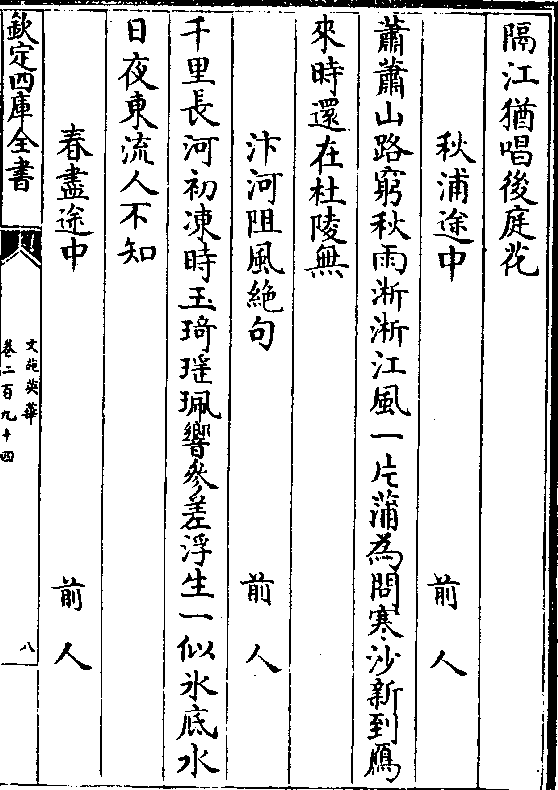 隔江猶唱後庭花
秋浦途中　前人
蕭蕭山路窮秋雨淅淅江風一片蒲為問寒沙新到鴈
來時還在杜陵無
汴河阻風絶句　前人
千里長河初凍時玉琦瑶珮響參差浮生一似氷底水
日夜東流人不知
春盡途中　前人
欽定四庫全書
文苑英華
卷二百九十四
八